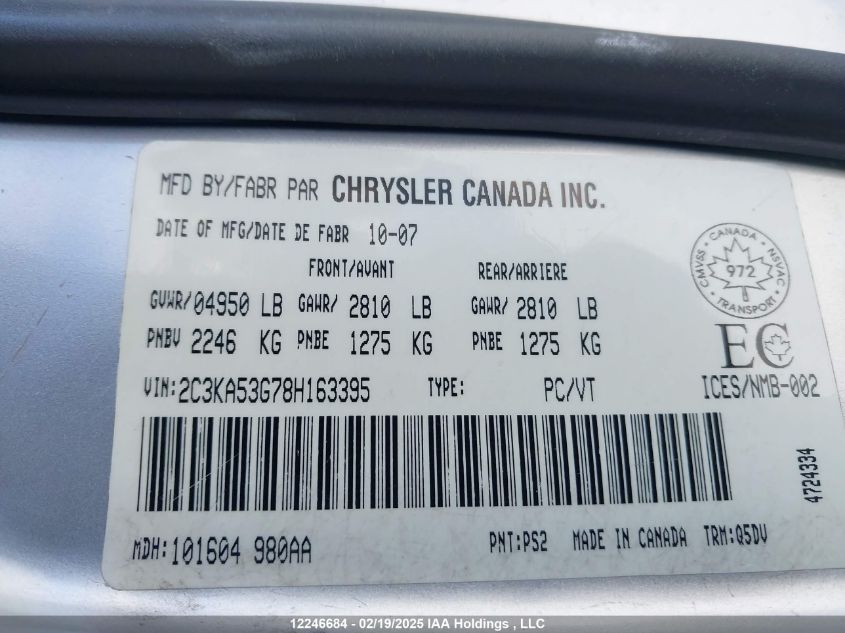 MFD BY/FABR PAR CHRYSLER CANADA INC.
DATE OF MFG/DATE DE FABR 10-07
FRONT/AVANT REAR/ARRIERE
GVWR/04950 LB GAWR/ 2810 LB GAWR/ 2810 LB
PNBV 2246 KG PNBE 1275 KG PNBE 1275 KG
CANADA
CMVSS 972 NSVAC
TRANSPORT
EC
VIN:2C3KA53G78H163395 TYPE: PC/VT ICES/NMB-002
4724334
MDH:101604 980AA PNT:PS2 MADE IN CANADA TRM:Q5DV
12246684 - 02/19/2025 IAA Holdings , LLC